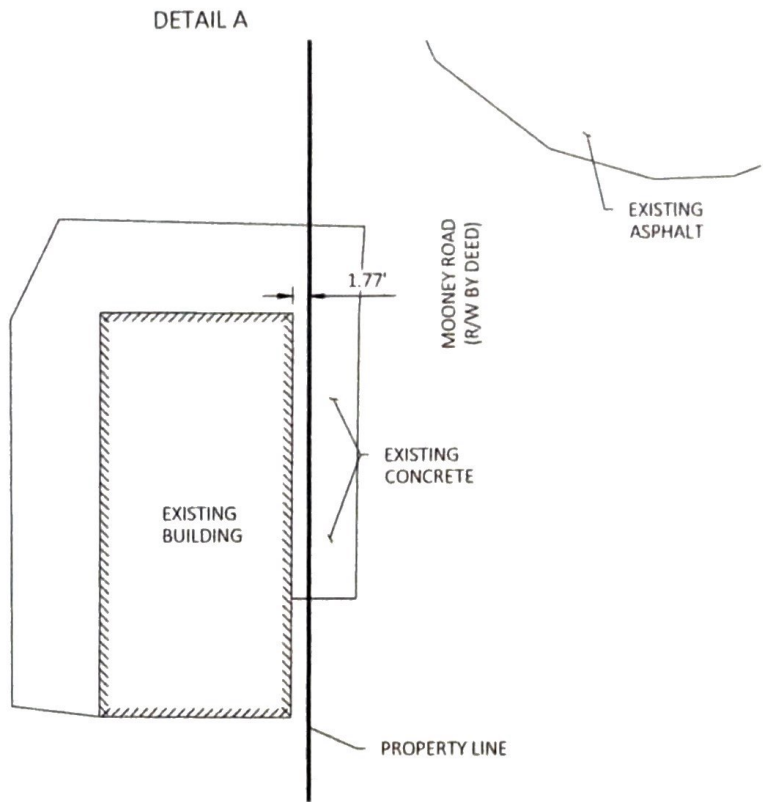 DETAIL A
EXISTING
ASPHALT
MOONEY ROAD
(R/W BY DEED)
1.77'
EXISTING
CONCRETE
EXISTING
BUILDING
PROPERTY LINE